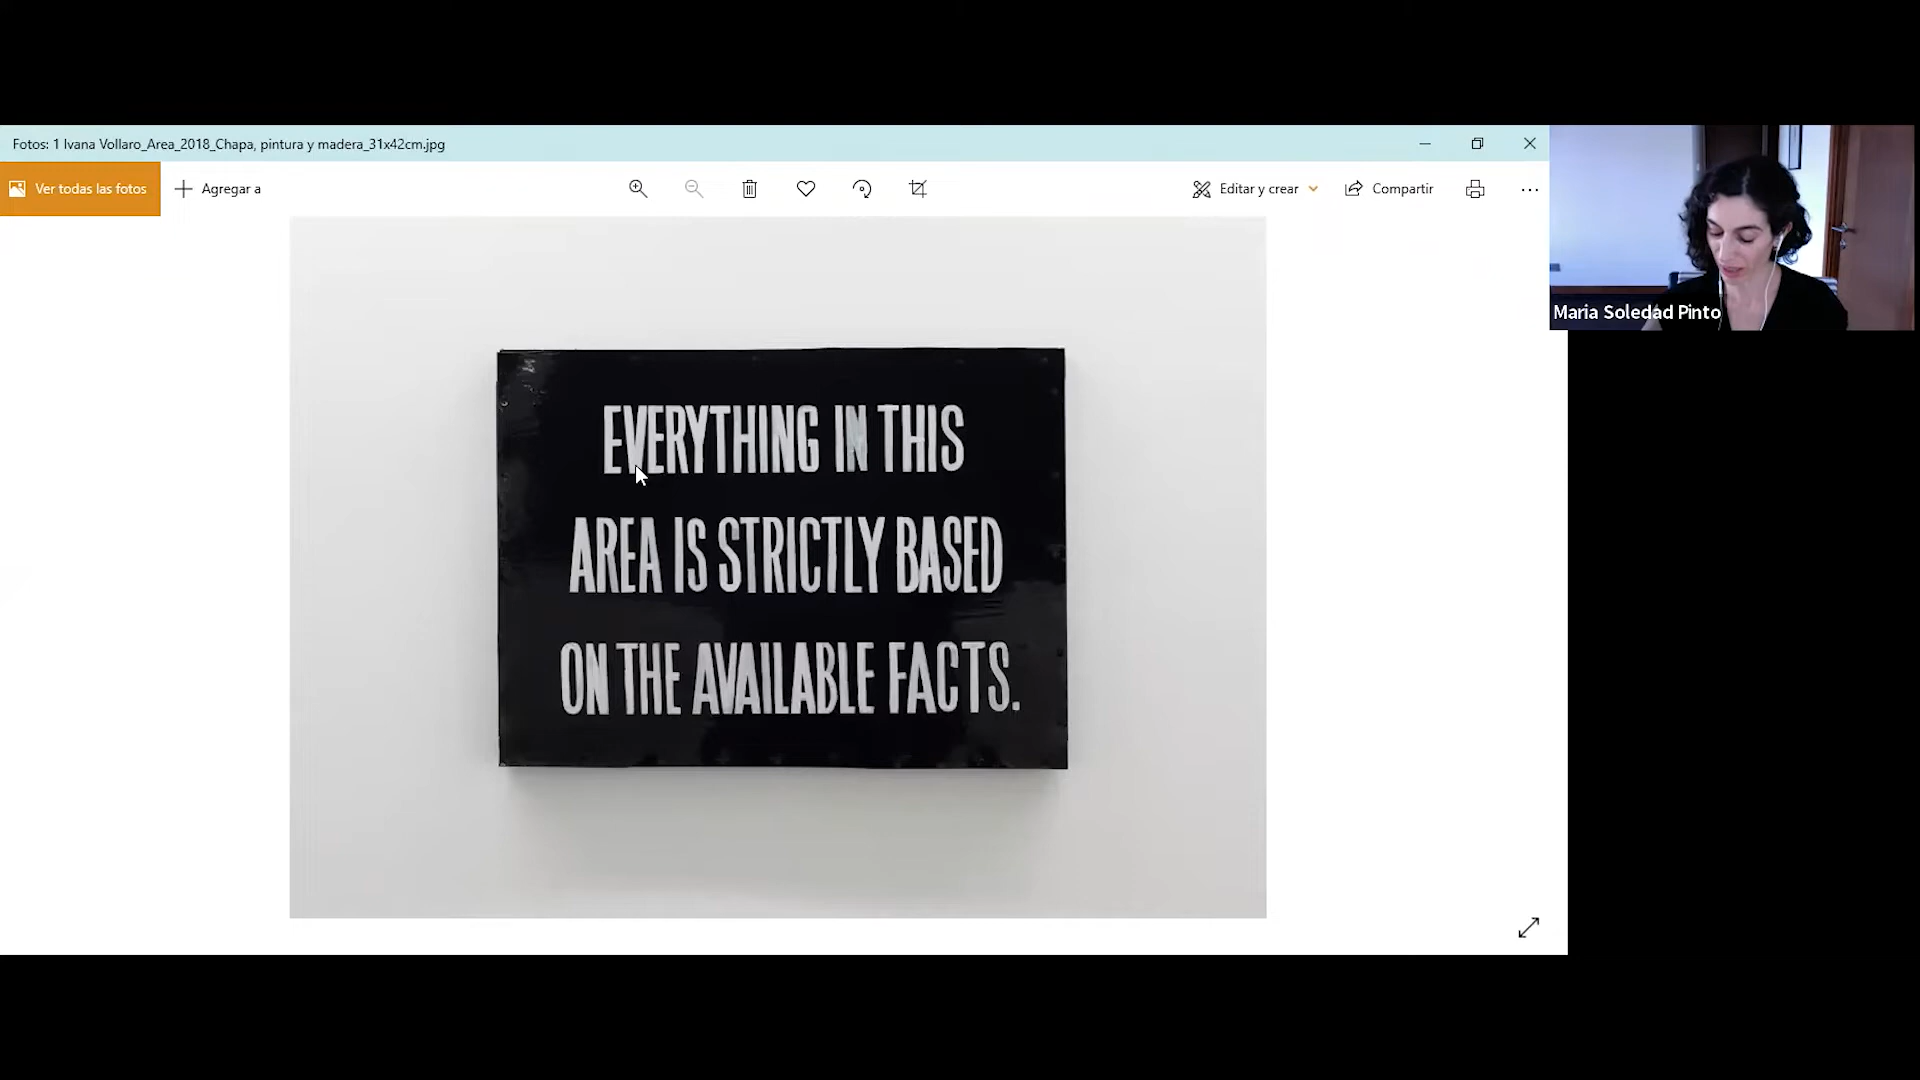 Fotos: 1 Ivana Vollaro_Area_2018_Chapa, pintura y madera_31x42cm.jpg
Ver todas las fotos
Agregar a
Editar y crear
Compartir
Maria Soledad Pinto
EVERYTHING IN THIS
AREA IS STRICTLY BASED
ON THE AVAILABLE FACTS.